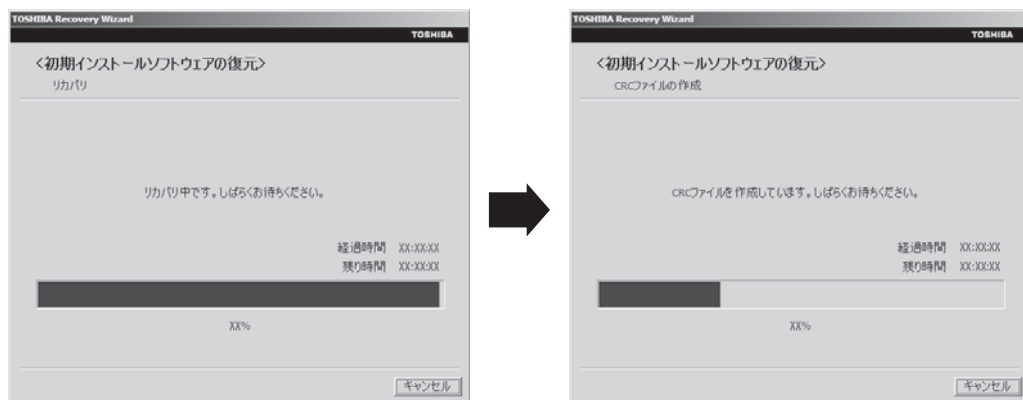 TOSHIBA Recovery Wizard
TOSHIBA
<初期インストールソフトウェアの復元>
リカバリ
リカバリ中です。しばらくお待ちください。
経過時間 XX:XX:XX
残り時間 XX:XX:XX
XX%
キャンセル
TOSHIBA Recovery Wizard
TOSHIBA
<初期インストールソフトウェアの復元>
CRCファイルの作成
CRCファイルを作成しています。しばらくお待ちください。
経過時間 XX:XX:XX
残り時間 XX:XX:XX
XX%
キャンセル